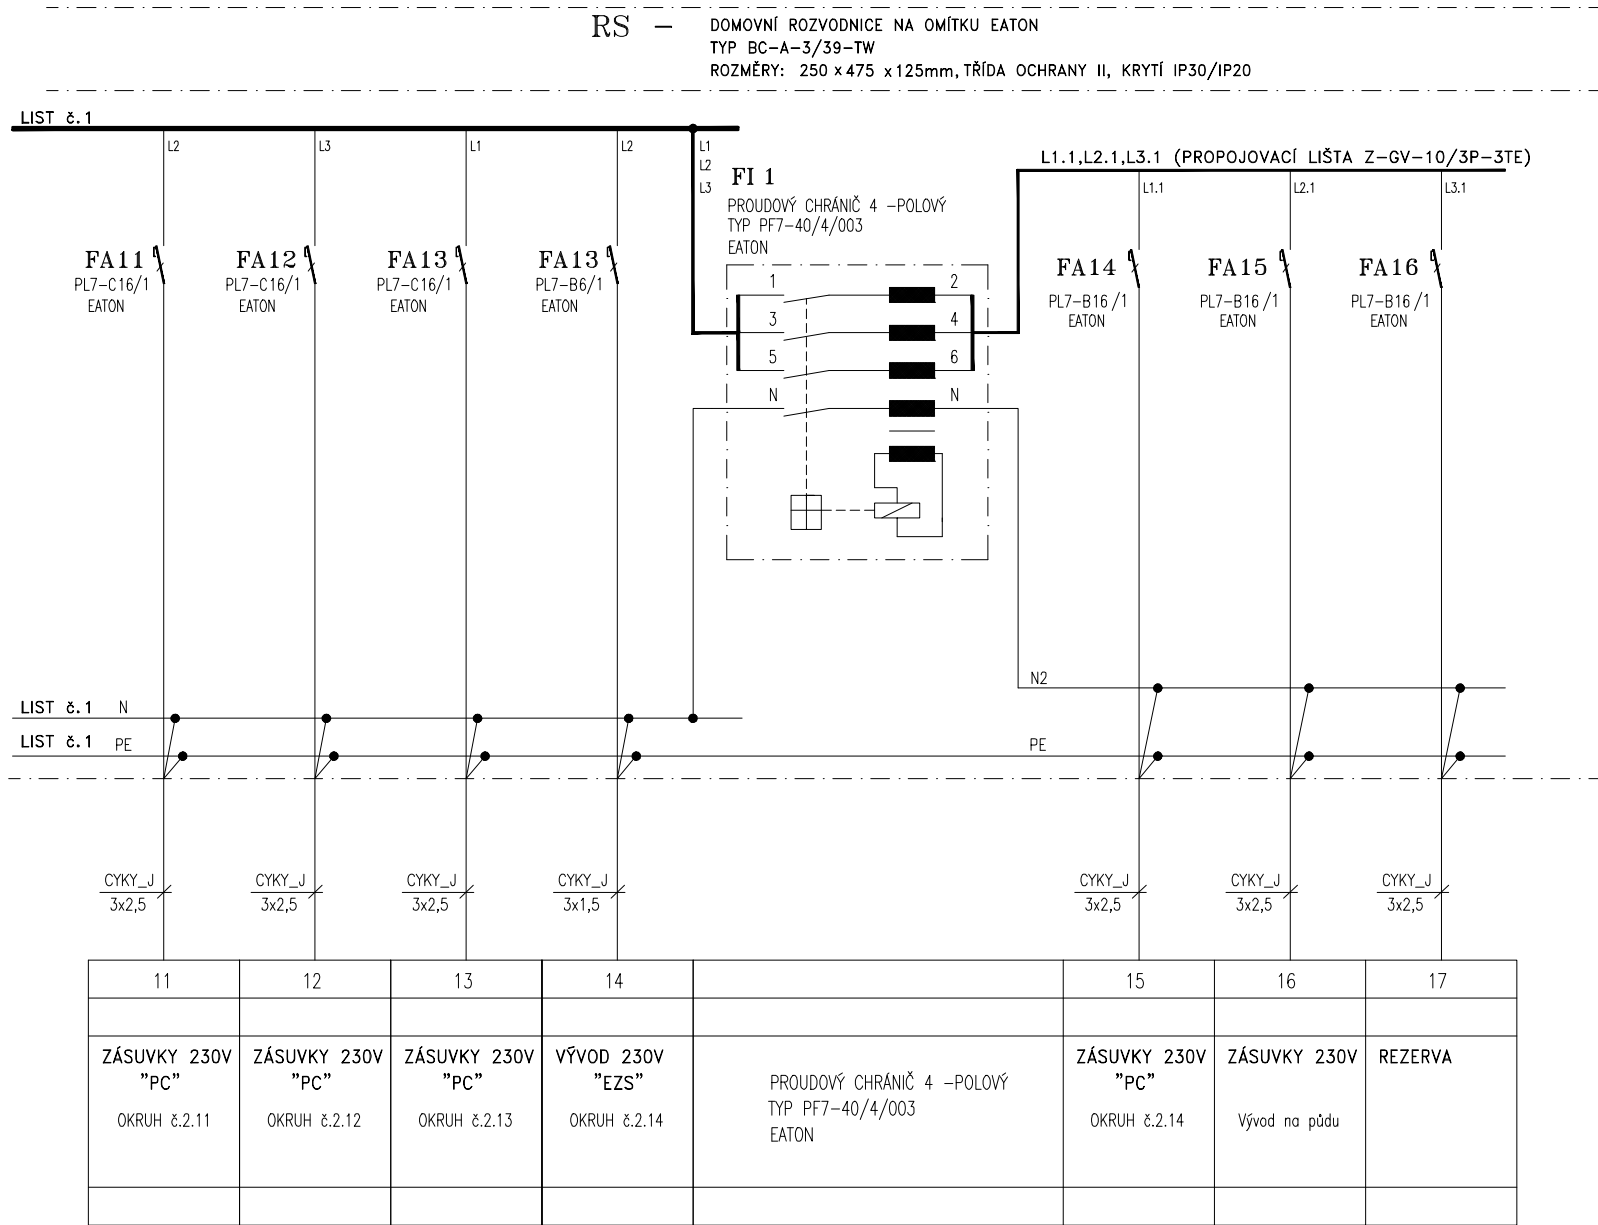 RS – DOMOVNÍ ROZVODNICE NA OMÍTKU EATON
TYP BC-A-3/39-TW
ROZMĚRY: 250 x 475 x 125mm, TŘÍDA OCHRANY II, KRYTÍ IP30/IP20
LIST č.1
L2
L3
L1
L2
L1
L2
L3
FI 1
PROUDOVÝ CHRÁNIČ 4 -POLOVÝ
TYP PF7-40/4/003
EATON
L1.1,L2.1,L3.1 (PROPOJOVACÍ LIŠTA Z-GV-10/3P-3TE)
L1.1
L2.1
L3.1
FA11
PL7-C16/1
EATON
FA12
PL7-C16/1
EATON
FA13
PL7-C16/1
EATON
FA13
PL7-B6/1
EATON
FA14
PL7-B16/1
EATON
FA15
PL7-B16/1
EATON
FA16
PL7-B16/1
EATON
1 2
3 4
5 6
N N
N2
LIST č.1 N
LIST č.1 PE
PE
CYKY_J
3x2,5
CYKY_J
3x2,5
CYKY_J
3x2,5
CYKY_J
3x1,5
CYKY_J
3x2,5
CYKY_J
3x2,5
CYKY_J
3x2,5
11 12 13 14 15 16 17
ZÁSUVKY 230V
"PC"
OKRUH č.2.11
ZÁSUVKY 230V
"PC"
OKRUH č.2.12
ZÁSUVKY 230V
"PC"
OKRUH č.2.13
VÝVOD 230V
"EZS"
OKRUH č.2.14
PROUDOVÝ CHRÁNIČ 4 -POLOVÝ
TYP PF7-40/4/003
EATON
ZÁSUVKY 230V
"PC"
OKRUH č.2.14
ZÁSUVKY 230V
Vývod na půdu
REZERVA